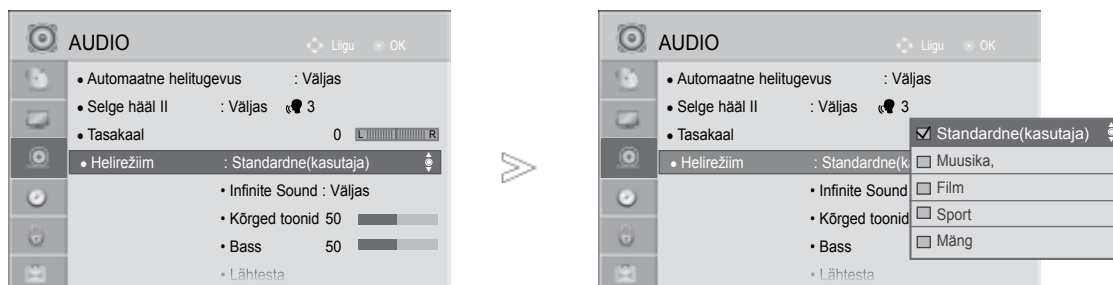 AUDIO
Liigu OK
• Automaatne helitugevus : Väljas
• Selge hääl II : Väljas 3
• Tasakaal 0 L R
• Helirežiim : Standardne(kasutaja)
• Infinite Sound : Väljas
• Kõrged toonid 50
• Bass 50
• Lähtesta
AUDIO
Liigu OK
• Automaatne helitugevus : Väljas
• Selge hääl II : Väljas 3
• Tasakaal
• Helirežiim : Standardne(k
• Infinite Sound
• Kõrged toonid
• Bass
• Lähtesta
Standardne(kasutaja)
Muusika,
Film
Sport
Mäng